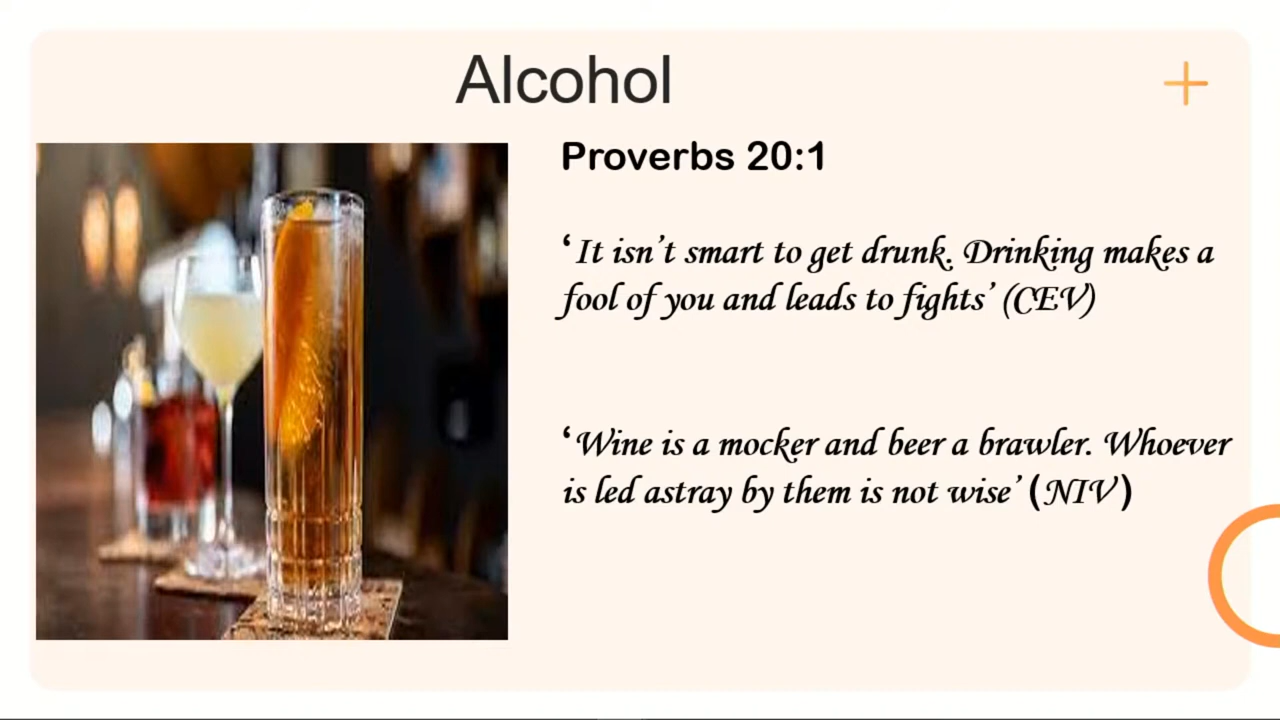 Alcohol
Proverbs 20:1
‘It isn’t smart to get drunk. Drinking makes a
fool of you and leads to fights’ (CEV)
‘Wine is a mocker and beer a brawler. Whoever
is led astray by them is not wise’ (NIV)